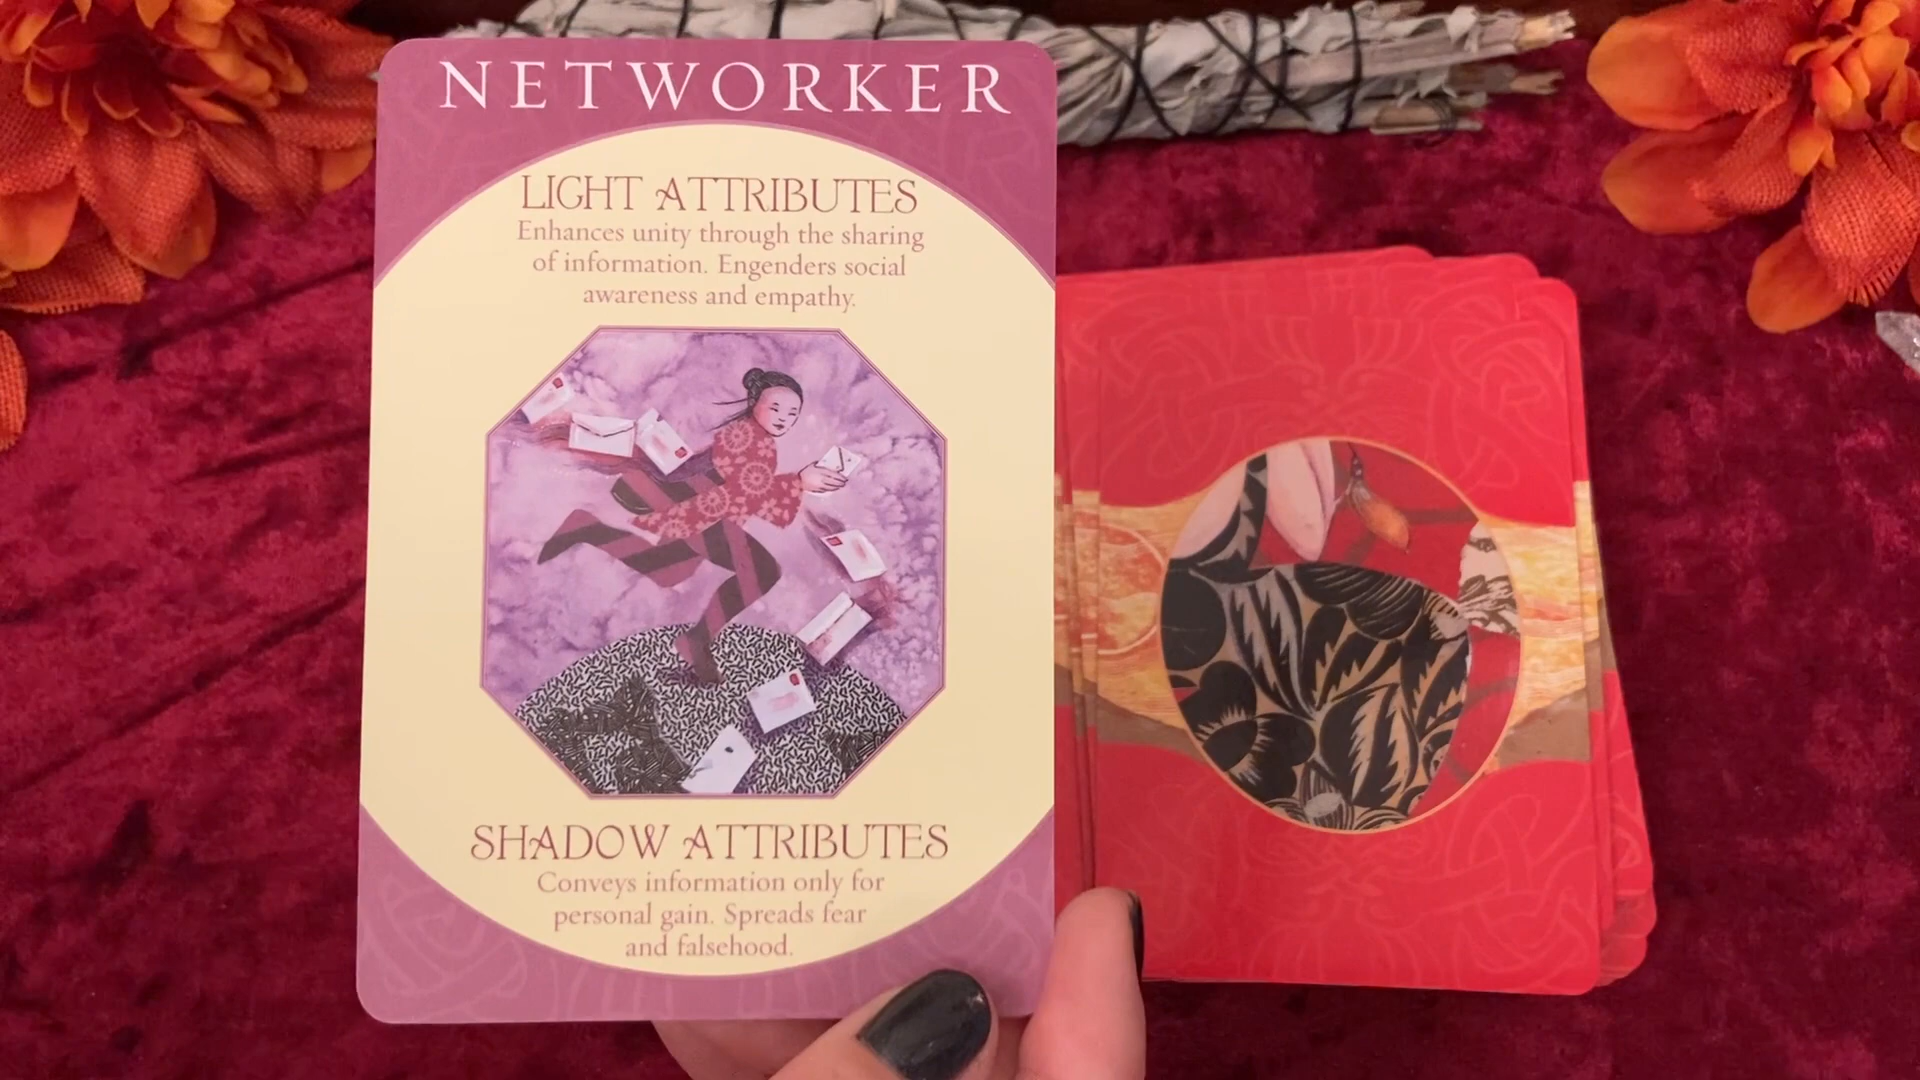 NETWORKER
LIGHT ATTRIBUTES
Enhances unity through the sharing
of information. Engenders social
awareness and empathy.
SHADOW ATTRIBUTES
Conveys information only for
personal gain. Spreads fear
and falsehood.